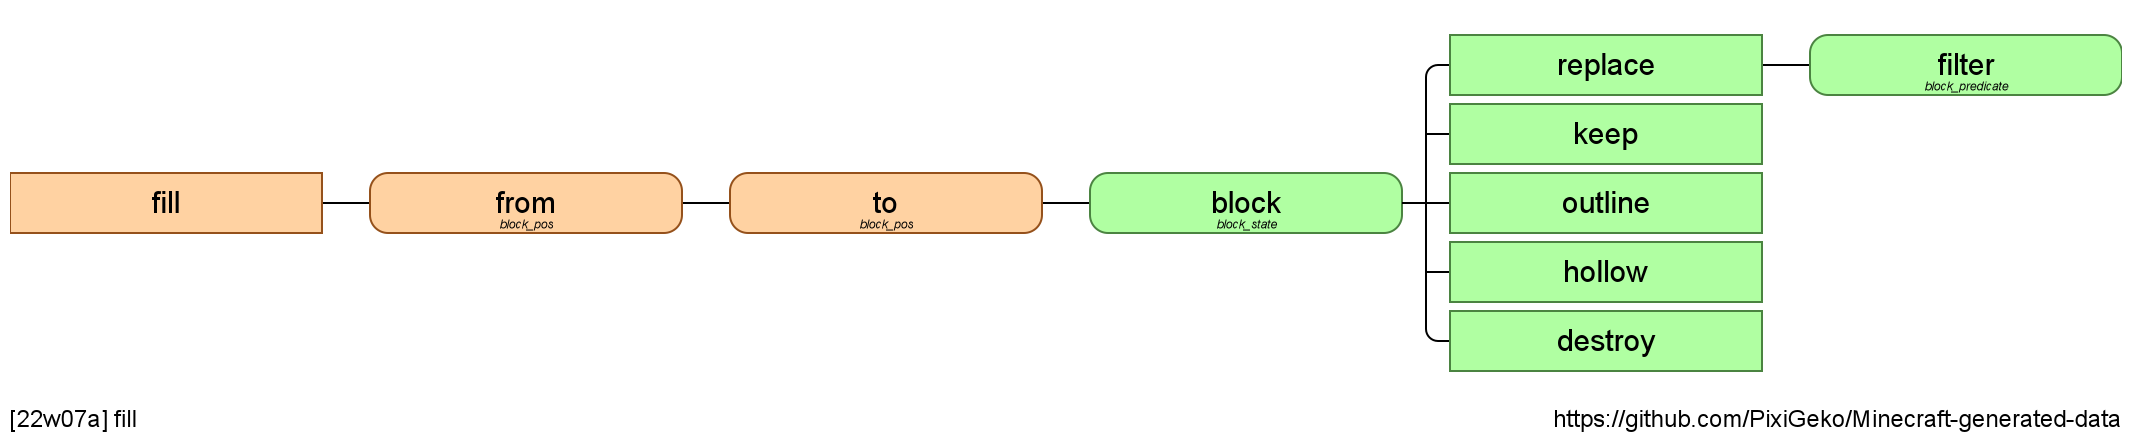 fill
from
block_pos
to
block_pos
block
block_state
replace
filter
block_predicate
keep
outline
hollow
destroy
[22w07a] fill
https://github.com/PixiGeko/Minecraft-generated-data